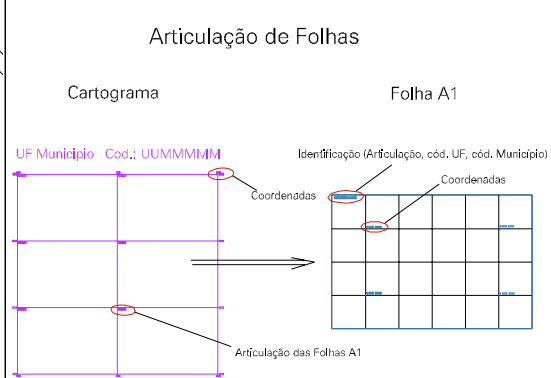 Articulação de Folhas
Cartograma
Folha A1
UF Municipio Cod.: UUMMMMM
Identificação (Articulação, cód. UF, cód. Município)
Coordenadas
Coordenadas
Articulação das Folhas A1